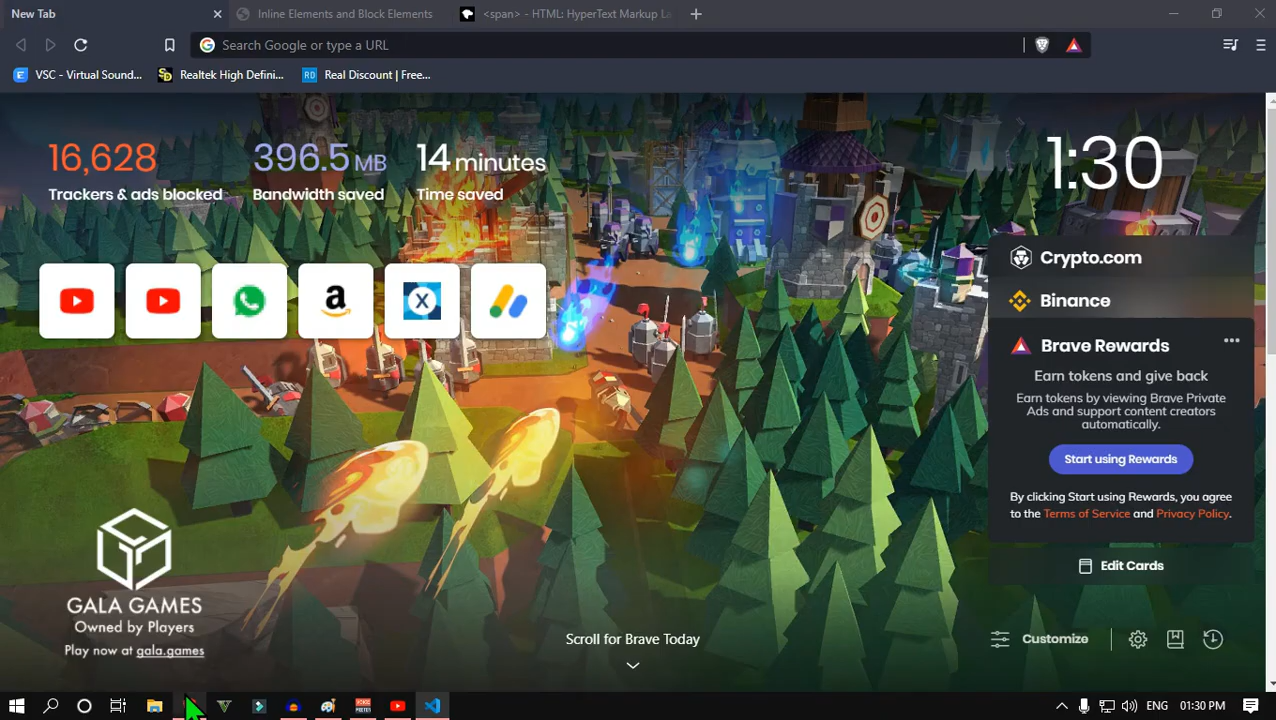 New Tab
Inline Elements and Block Elements
<span> - HTML: HyperText Markup La
Search Google or type a URL
VSC - Virtual Sound...
Realtek High Defini...
RD
Real Discount | Free...
16,628
Trackers & ads blocked
396.5 MB
Bandwidth saved
14 minutes
Time saved
1:30
Crypto.com
Binance
Brave Rewards
Earn tokens and give back
Earn tokens by viewing Brave Private
Ads and support content creators
automatically.
Start using Rewards
By clicking Start using Rewards, you agree
to the Terms of Service and Privacy Policy.
Edit Cards
GALA GAMES
Owned by Players
Play now at gala.games
Scroll for Brave Today
Customize
ENG
01:30 PM